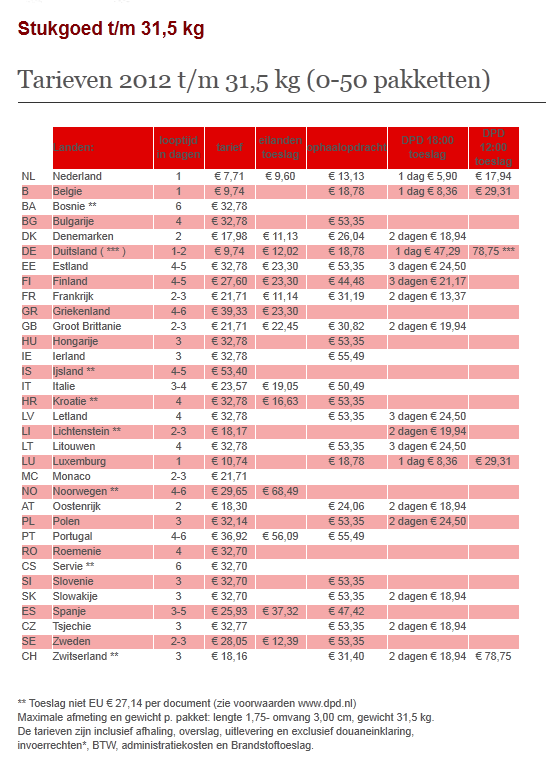 Stukgoed t/m 31,5 kg
Tarieven 2012 t/m 31,5 kg (0-50 pakketten)
Landen: looptijd in dagen tarief eilanden toeslag ophaalopdracht DPD 18:00 toeslag DPD 12:00 toeslag
NL Nederland 1 € 7,71 € 9,60 € 13,13 1 dag € 5,90 € 17,94
B Belgie 1 € 9,74 € 18,78 1 dag € 8,36 € 29,31
BA Bosnie ** 6 € 32,78
BG Bulgarije 4 € 32,78 € 53,35
DK Denemarken 2 € 17,98 € 11,13 € 26,04 2 dagen € 18,94
DE Duitsland ( *** ) 1-2 € 9,74 € 12,02 € 18,78 1 dag € 47,29 78,75 ***
EE Estland 4-5 € 32,78 € 23,30 € 53,35 3 dagen € 24,50
FI Finland 4-5 € 27,60 € 23,30 € 44,48 3 dagen € 21,17
FR Frankrijk 2-3 € 21,71 € 11,14 € 31,19 2 dagen € 13,37
GR Griekenland 4-6 € 39,33 € 23,30
GB Groot Brittanie 2-3 € 21,71 € 22,45 € 30,82 2 dagen € 19,94
HU Hongarije 3 € 32,78 € 53,35
IE Ierland 3 € 32,78 € 55,49
IS Ijsland ** 4-5 € 53,40
IT Italie 3-4 € 23,57 € 19,05 € 50,49
HR Kroatie ** 4 € 32,78 € 16,63 € 53,35
LV Letland 4 € 32,78 € 53,35 3 dagen € 24,50
LI Lichtenstein ** 2-3 € 18,17 2 dagen € 19,94
LT Litouwen 4 € 32,78 € 53,35 3 dagen € 24,50
LU Luxemburg 1 € 10,74 € 18,78 1 dag € 8,36 € 29,31
MC Monaco 2-3 € 21,71
NO Noorwegen ** 4-6 € 29,65 € 68,49
AT Oostenrijk 2 € 18,30 € 24,06 2 dagen € 18,94
PL Polen 3 € 32,14 € 53,35 2 dagen € 24,50
PT Portugal 4-6 € 36,92 € 56,09 € 55,49
RO Roemenie 4 € 32,70
CS Servie ** 6 € 32,70
SI Slovenie 3 € 32,70 € 53,35
SK Slowakije 3 € 32,70 € 53,35 2 dagen € 18,94
ES Spanje 3-5 € 25,93 € 37,32 € 47,42
CZ Tsjechie 3 € 32,77 € 53,35 2 dagen € 18,94
SE Zweden 2-3 € 28,05 € 12,39 € 53,35
CH Zwitserland ** 3 € 18,16 € 31,40 2 dagen € 18,94 € 78,75
** Toeslag niet EU € 27,14 per document (zie voorwaarden www.dpd.nl)
Maximale afmeting en gewicht p. pakket: lengte 1,75- omvang 3,00 cm, gewicht 31,5 kg.
De tarieven zijn inclusief afhaling, overslag, uitlevering en exclusief douaneinklaring,
invoerrechten*, BTW, administratiekosten en Brandstoftoeslag.